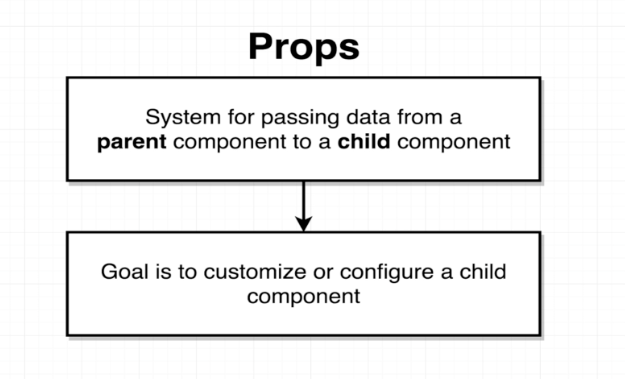 Props
System for passing data from a
parent component to a child component
Goal is to customize or configure a child
component